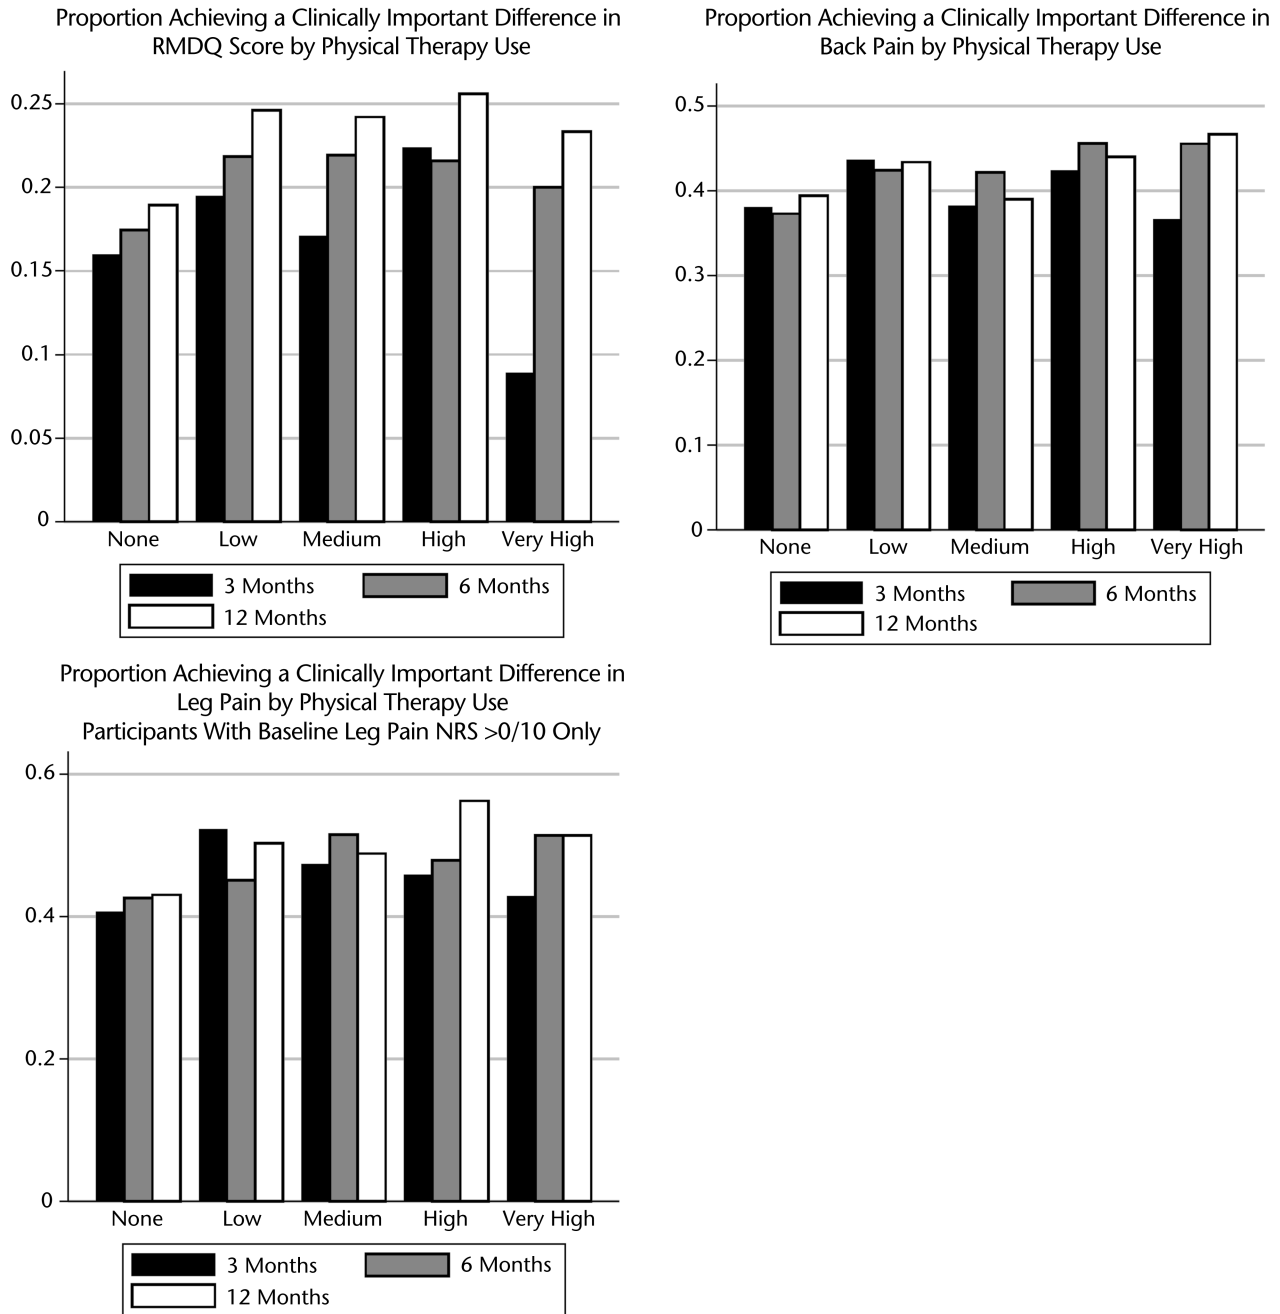 Proportion Achieving a Clinically Important Difference in
RMDQ Score by Physical Therapy Use
0.25
0.2
0.15
0.1
0.05
0
None Low Medium High Very High
3 Months 6 Months
12 Months
Proportion Achieving a Clinically Important Difference in
Back Pain by Physical Therapy Use
0.5
0.4
0.3
0.2
0.1
0
None Low Medium High Very High
3 Months 6 Months
12 Months
Proportion Achieving a Clinically Important Difference in
Leg Pain by Physical Therapy Use
Participants With Baseline Leg Pain NRS >0/10 Only
0.6
0.4
0.2
0
None Low Medium High Very High
3 Months 6 Months
12 Months